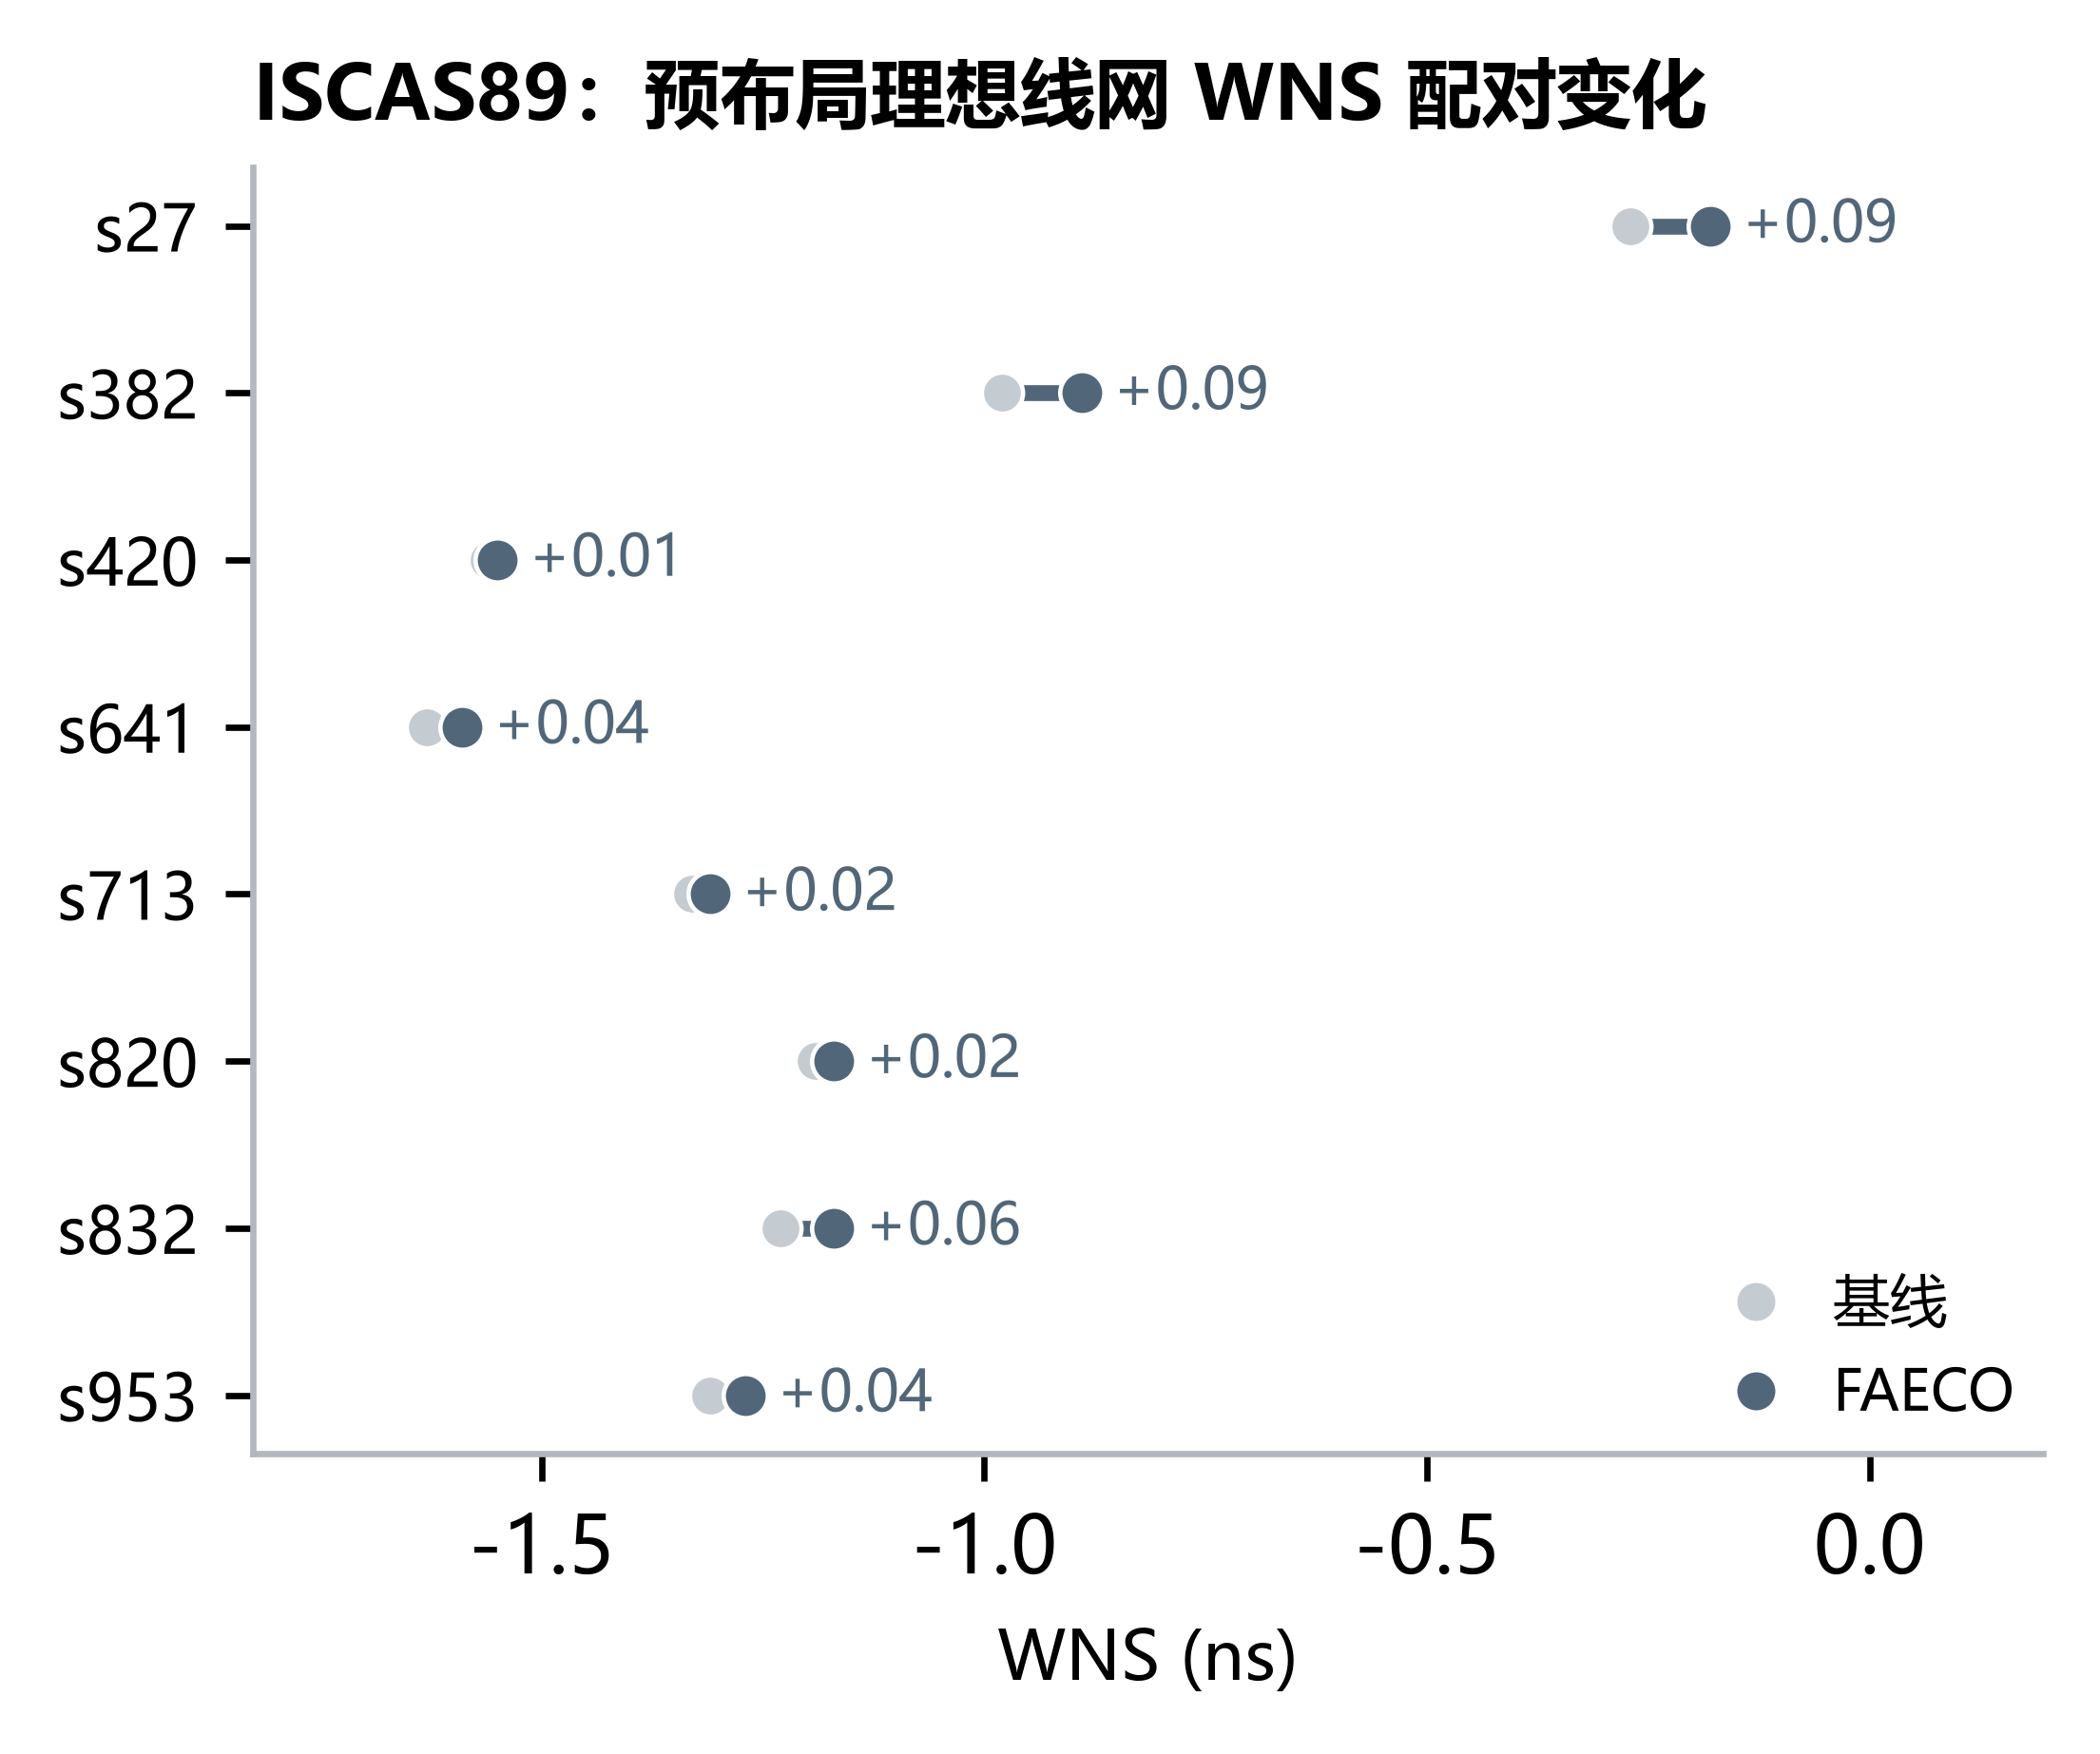 ISCAS89：预布局理想线网 WNS 配对变化
s27 +0.09
s382 +0.09
s420 +0.01
s641 +0.04
s713 +0.02
s820 +0.02
s832 +0.06
基线
FAECO
s953 +0.04
-1.5 -1.0 -0.5 0.0
WNS (ns)